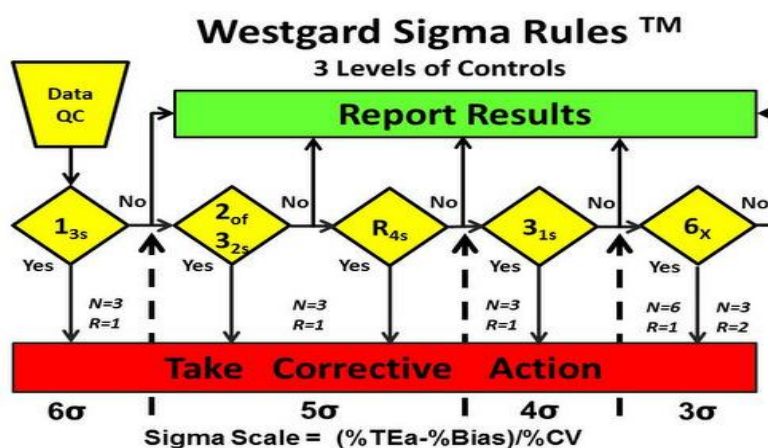 Westgard Sigma Rules TM
3 Levels of Controls
Data
QC
Report Results
No
No
No
No
No
13s
2of
32s
R4s
31s
6X
Yes
Yes
Yes
Yes
Yes
N=3
R=1
N=3
R=1
N=3
R=1
N=6
R=1
N=3
R=2
Take Corrective Action
6σ
5σ
4σ
3σ
Sigma Scale = (%TEa-%Bias)/%CV